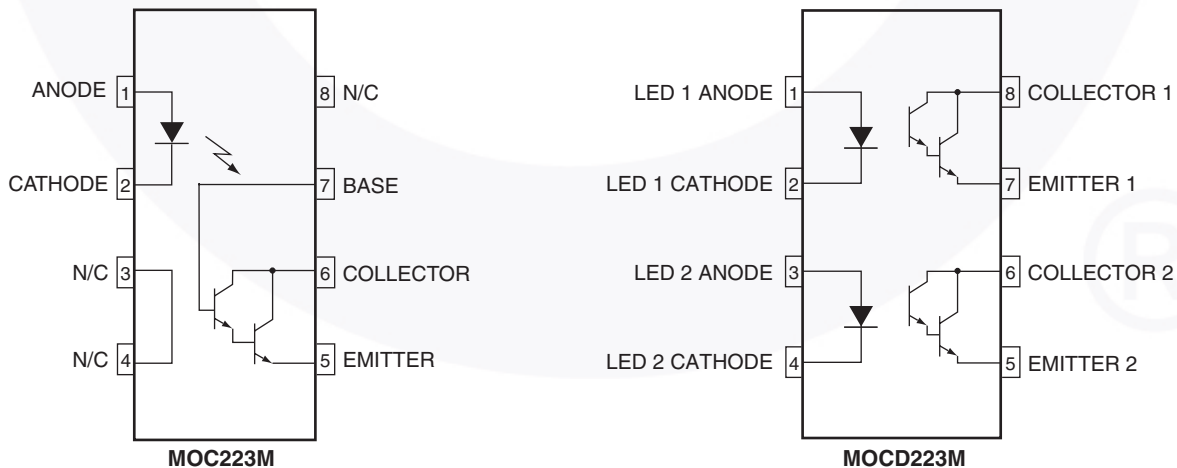 ANODE 1
8 N/C
CATHODE 2
7 BASE
N/C 3
6 COLLECTOR
N/C 4
5 EMITTER
MOC223M
LED 1 ANODE 1
8 COLLECTOR 1
LED 1 CATHODE 2
7 EMITTER 1
LED 2 ANODE 3
6 COLLECTOR 2
LED 2 CATHODE 4
5 EMITTER 2
MOCD223M
®